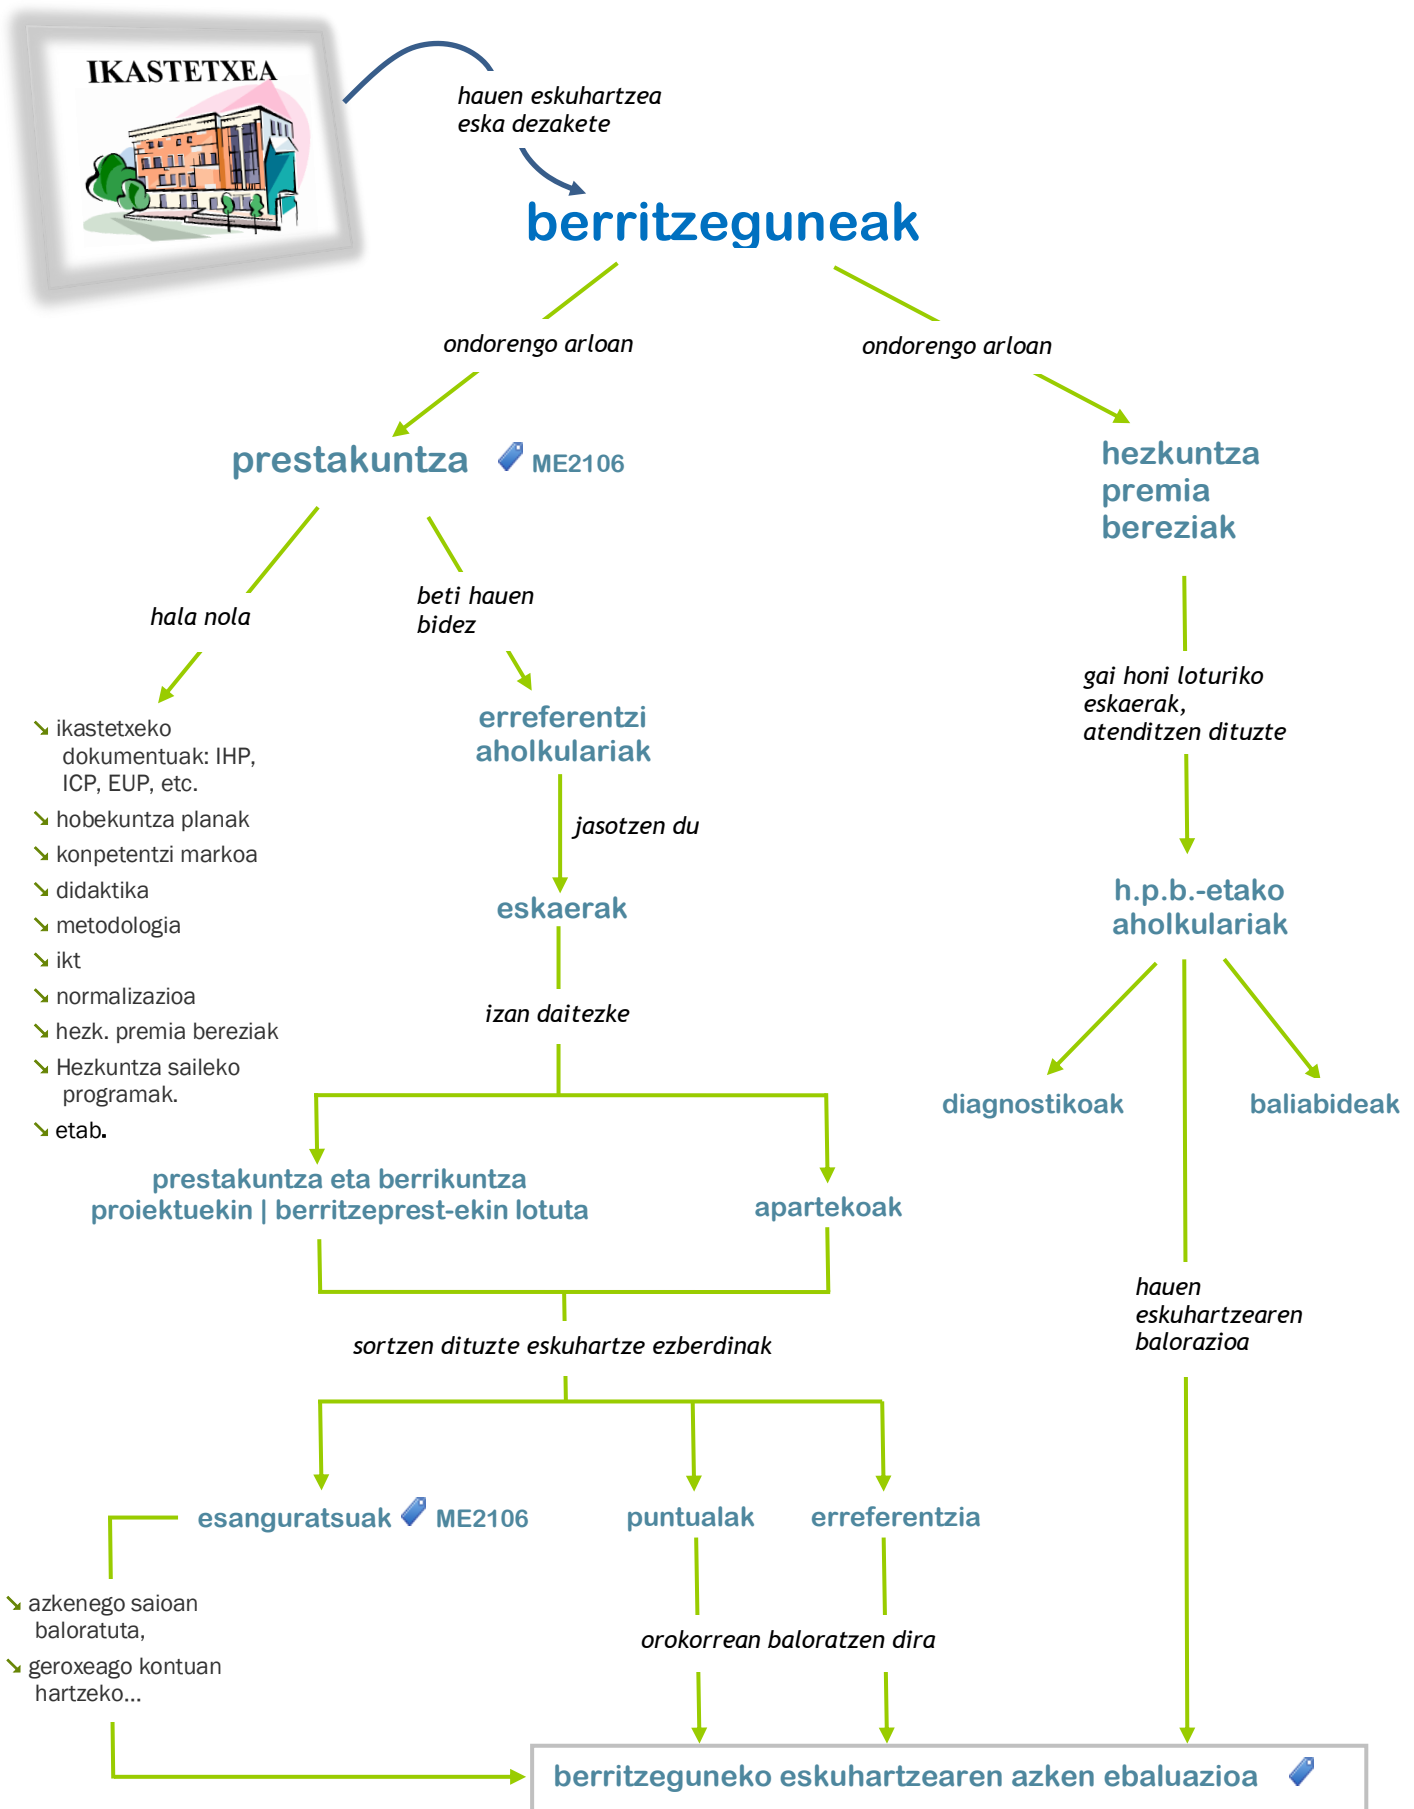 IKASTETXEA
hauen eskuhartzea
eska dezakete
berritzeguneak
ondorengo arloan
ondorengo arloan
prestakuntza
ME2106
hezkuntza
premia
bereziak
hala nola
beti hauen
bidez
gai honi loturiko
eskaerak,
atenditzen dituzte
ikastetxeko
dokumentuak: IHP,
ICP, EUP, etc.
hobekuntza planak
konpetentzi markoa
didaktika
metodologia
ikt
normalizazioa
hezk. premia bereziak
Hezkuntza saileko
programak.
etab.
erreferentzi
aholkulariak
jasotzen du
eskaerak
izan daitezke
h.p.b.-etako
aholkulariak
diagnostikoak
baliabideak
prestakuntza eta berrikuntza
proiektuekin | berritzeprest-ekin lotuta
apartekoak
hauen
eskuhartzearen
balorazioa
sortzen dituzte eskuhartze ezberdinak
esanguratsuak
ME2106
puntualak
erreferentzia
azkenego saioan
baloratuta,
geroxeago kontuan
hartzeko...
orokorrean baloratzen dira
berritzeguneko eskuhartzearen azken ebaluazioa